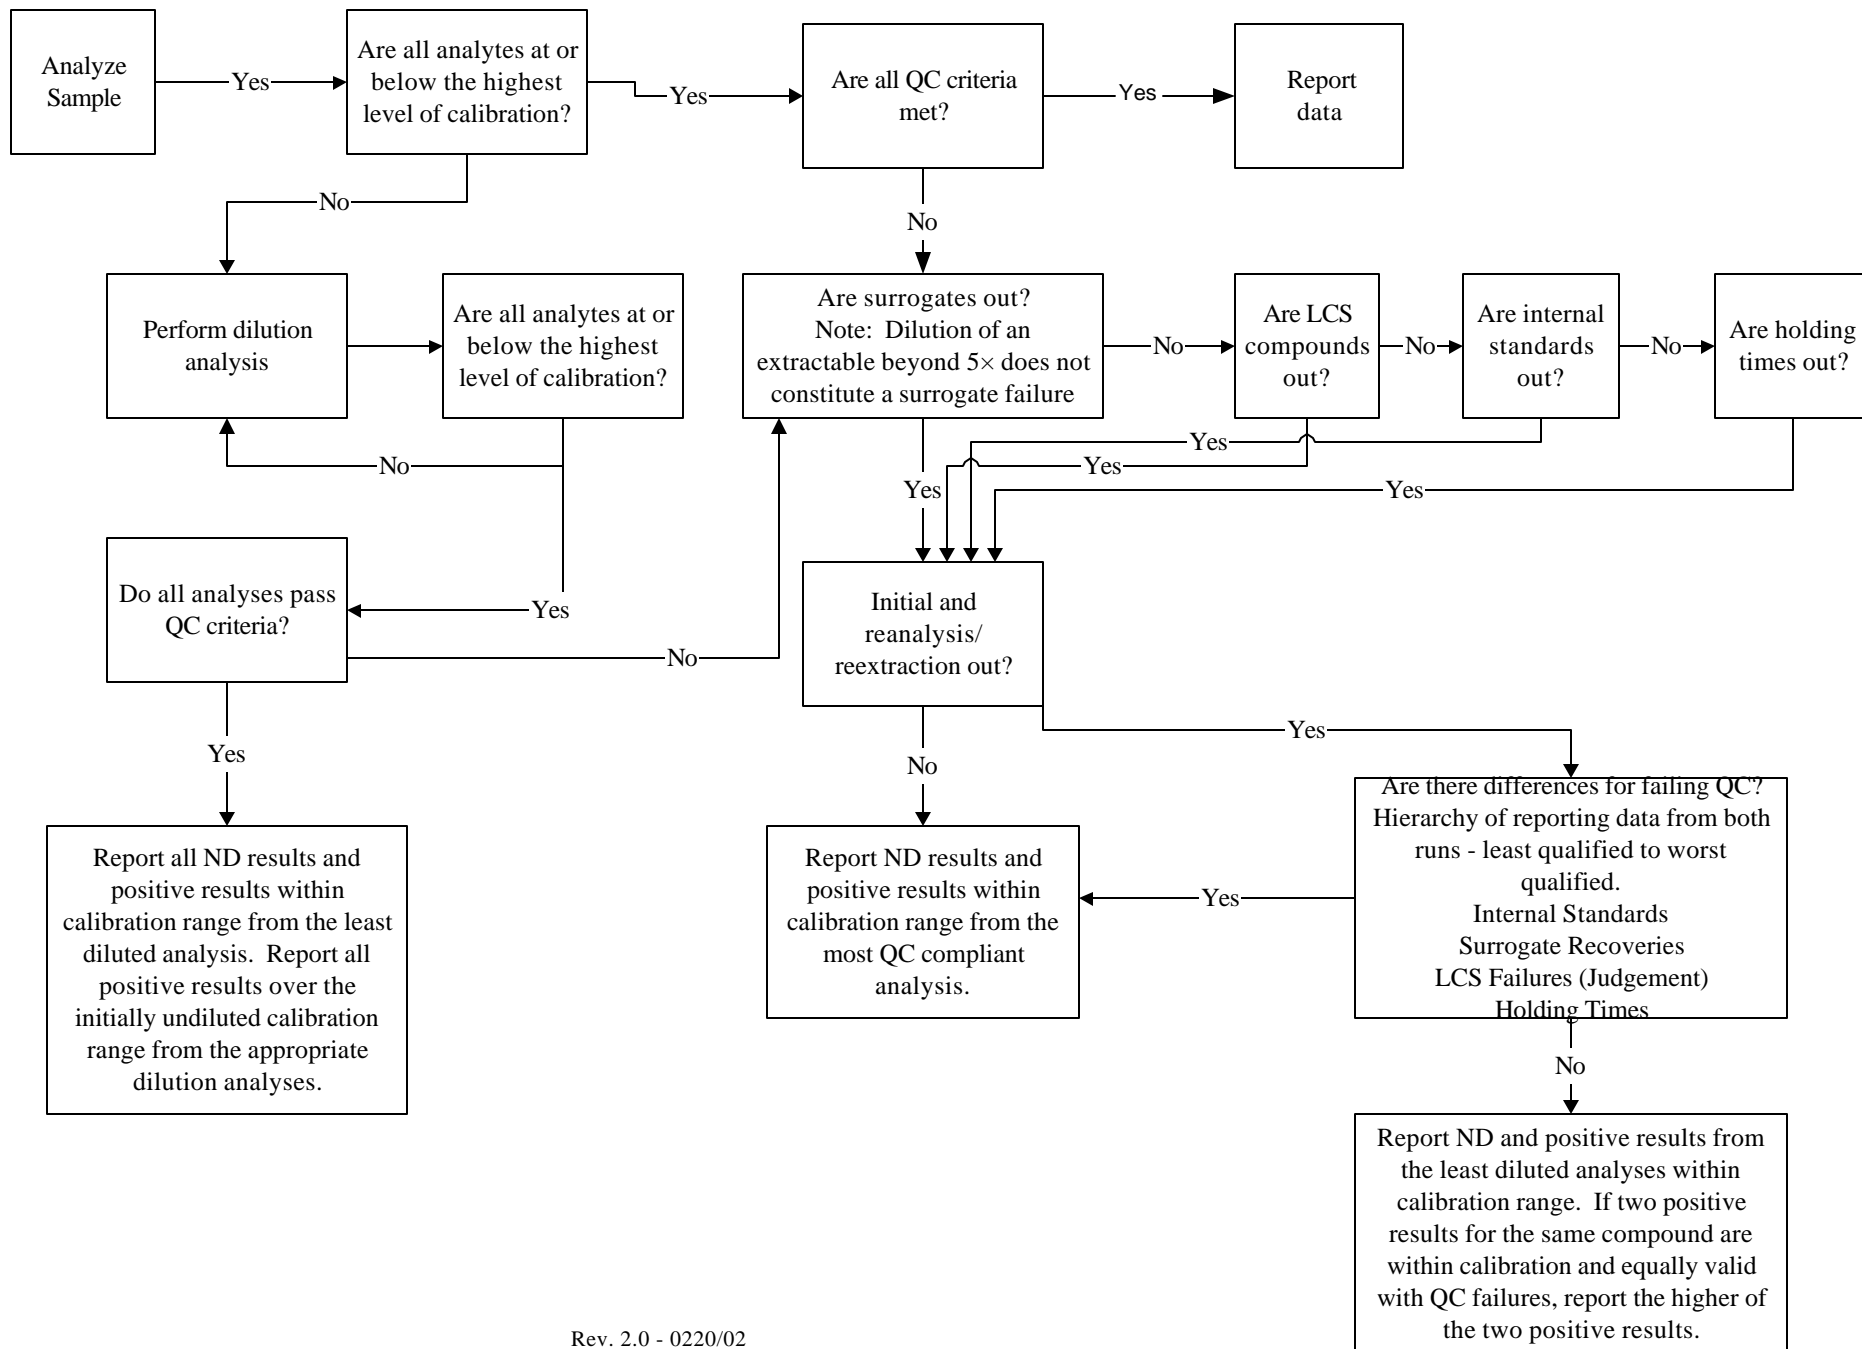 Analyze
Sample
Yes
Are all analytes at or
below the highest
level of calibration?
Yes
Are all QC criteria
met?
Yes
Report
data
No
No
Perform dilution
analysis
Are all analytes at or
below the highest
level of calibration?
Are surrogates out?
Note: Dilution of an
extractable beyond 5× does not
constitute a surrogate failure
No
Are LCS
compounds
out?
No
Are internal
standards
out?
No
Are holding
times out?
No
Yes
Yes
Yes
Yes
Do all analyses pass
QC criteria?
Yes
No
Initial and
reanalysis/
reextraction out?
Yes
No
Yes
Report all ND results and
positive results within
calibration range from the least
diluted analysis. Report all
positive results over the
initially undiluted calibration
range from the appropriate
dilution analyses.
Report ND results and
positive results within
calibration range from the
most QC compliant
analysis.
Yes
Are there differences for failing QC?
Hierarchy of reporting data from both
runs - least qualified to worst
qualified.
Internal Standards
Surrogate Recoveries
LCS Failures (Judgement)
Holding Times
No
Report ND and positive results from
the least diluted analyses within
calibration range. If two positive
results for the same compound are
within calibration and equally valid
with QC failures, report the higher of
the two positive results.
Rev. 2.0 - 0220/02